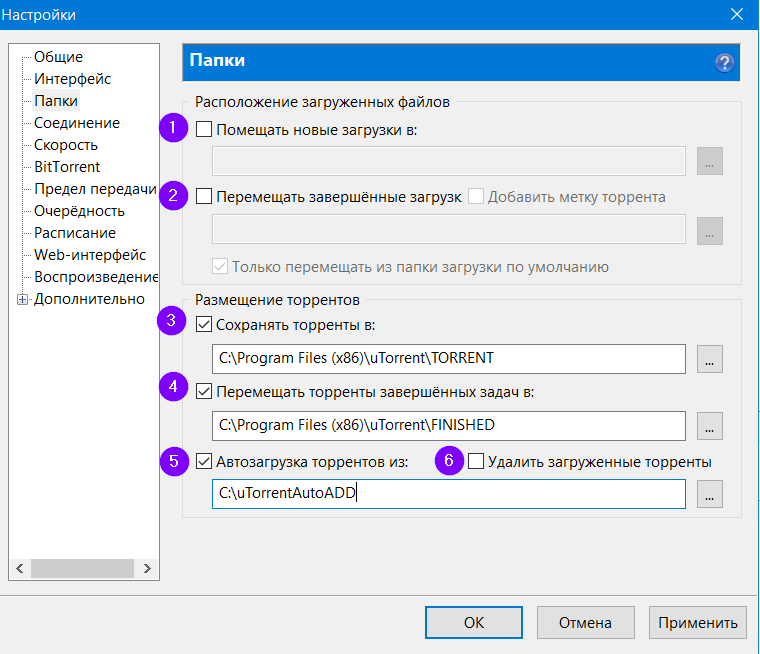 Настройки
Общие
Интерфейс
Папки
Соединение
Скорость
BitTorrent
Предел передачи
Очерёдность
Расписание
Web-интерфейс
Воспроизведение
Дополнительно
Папки
?
Расположение загруженных файлов
1 Помещать новые загрузки в:
...
2 Перемещать завершённые загрузк Добавить метку торрента
...
Только перемещать из папки загрузки по умолчанию
Размещение торрентов
3 Сохранять торренты в:
C:\Program Files (x86)\uTorrent\TORRENT ...
4 Перемещать торренты завершённых задач в:
C:\Program Files (x86)\uTorrent\FINISHED ...
5 Автозагрузка торрентов из: 6 Удалить загруженные торренты
C:\uTorrentAutoADD ...
OK Отмена Применить